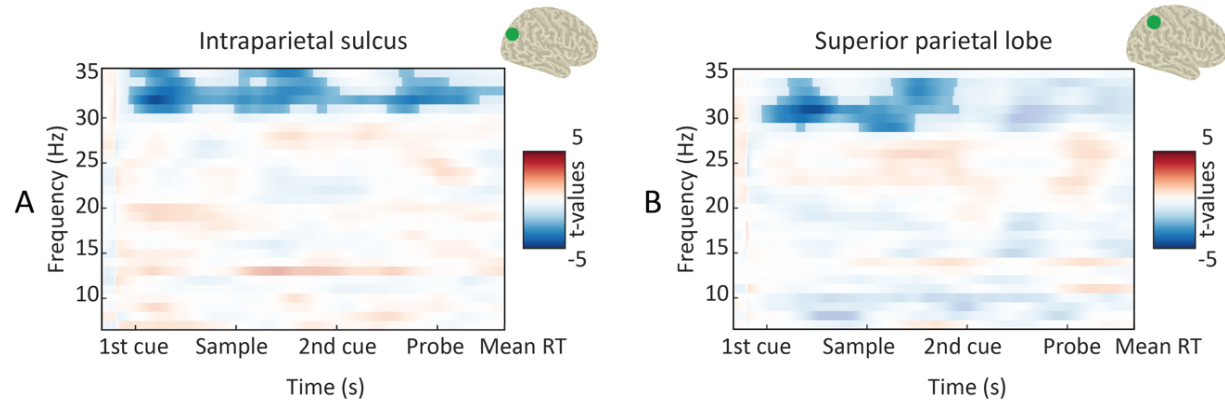 Intraparietal sulcus
A
Frequency (Hz)
35
30
25
20
15
10
1st cue Sample 2nd cue Probe Mean RT
Time (s)
5
t-values
-5
Superior parietal lobe
B
Frequency (Hz)
35
30
25
20
15
10
1st cue Sample 2nd cue Probe Mean RT
Time (s)
5
t-values
-5